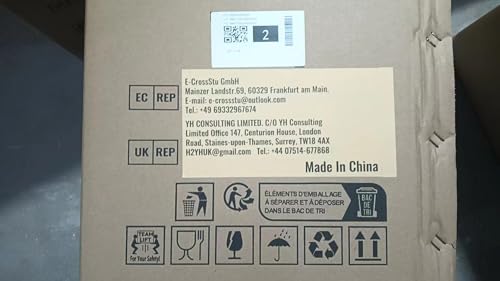 2
E-CrossStu GmbH
Mainzer Landstr.69, 60329 Frankfurt am Main.
E-mail: e-crossstu@outlook.com
Tel.: +49 69332967674
EC REP
YH CONSULTING LIMITED. C/O YH Consulting
Limited Office 147, Centurion House, London
Road, Staines-upon-Thames, Surrey, TW18 4AX
H2YHUK@gmail.com Tel.: +44 07514-677868
UK REP
Made In China
ÉLÉMENTS D'EMBALLAGE
À SÉPARER ET À DÉPOSER
DANS LE BAC DE TRI
BAC
DE
TRI
TEAM
LIFT
For Your Safety!